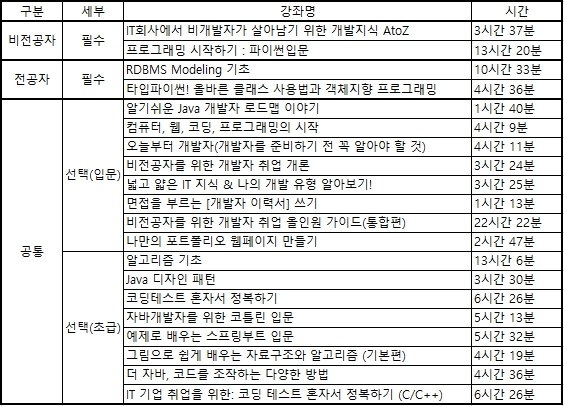 구분 세부 강좌명 시간
비전공자 필수 IT회사에서 비개발자가 살아남기 위한 개발지식 AtoZ 3시간 37분
프로그래밍 시작하기 : 파이썬입문 13시간 20분
전공자 필수 RDBMS Modeling 기초 10시간 33분
타입파이썬! 올바른 클래스 사용법과 객체지향 프로그래밍 4시간 36분
공통 선택(입문) 알기쉬운 Java 개발자 로드맵 이야기 1시간 40분
컴퓨터, 웹, 코딩, 프로그래밍의 시작 4시간 9분
오늘부터 개발자(개발자를 준비하기 전 꼭 알아야 할 것) 4시간 11분
비전공자를 위한 개발자 취업 개론 3시간 24분
넓고 얇은 IT 지식 & 나의 개발 유형 알아보기! 3시간 25분
면접을 부르는 [개발자 이력서] 쓰기 1시간 13분
비전공자를 위한 개발자 취업 올인원 가이드(통합편) 22시간 22분
나만의 포트폴리오 웹페이지 만들기 2시간 47분
선택(초급) 알고리즘 기초 13시간 6분
Java 디자인 패턴 3시간 30분
코딩테스트 혼자서 정복하기 6시간 26분
자바개발자를 위한 코틀린 입문 5시간 13분
예제로 배우는 스프링부트 입문 5시간 32분
그림으로 쉽게 배우는 자료구조와 알고리즘 (기본편) 4시간 19분
더 자바, 코드를 조작하는 다양한 방법 4시간 36분
IT 기업 취업을 위한: 코딩 테스트 혼자서 정복하기 (C/C++) 6시간 26분